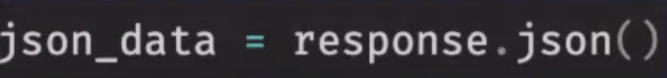 json_data = response.json()